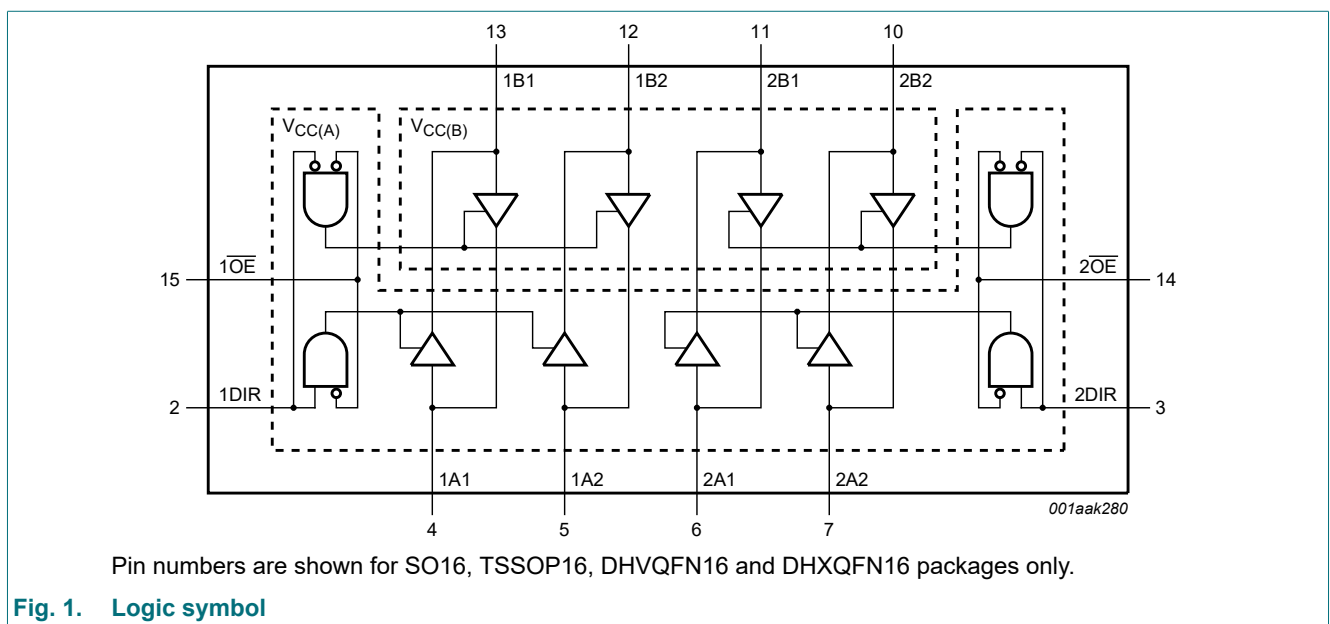 13 12 11 10
1B1 1B2 2B1 2B2
VCC(A) VCC(B)
15 1OE 2OE 14
2 1DIR 2DIR 3
1A1 1A2 2A1 2A2
001aak280
4 5 6 7
Pin numbers are shown for SO16, TSSOP16, DHVQFN16 and DHXQFN16 packages only.
Fig. 1. Logic symbol